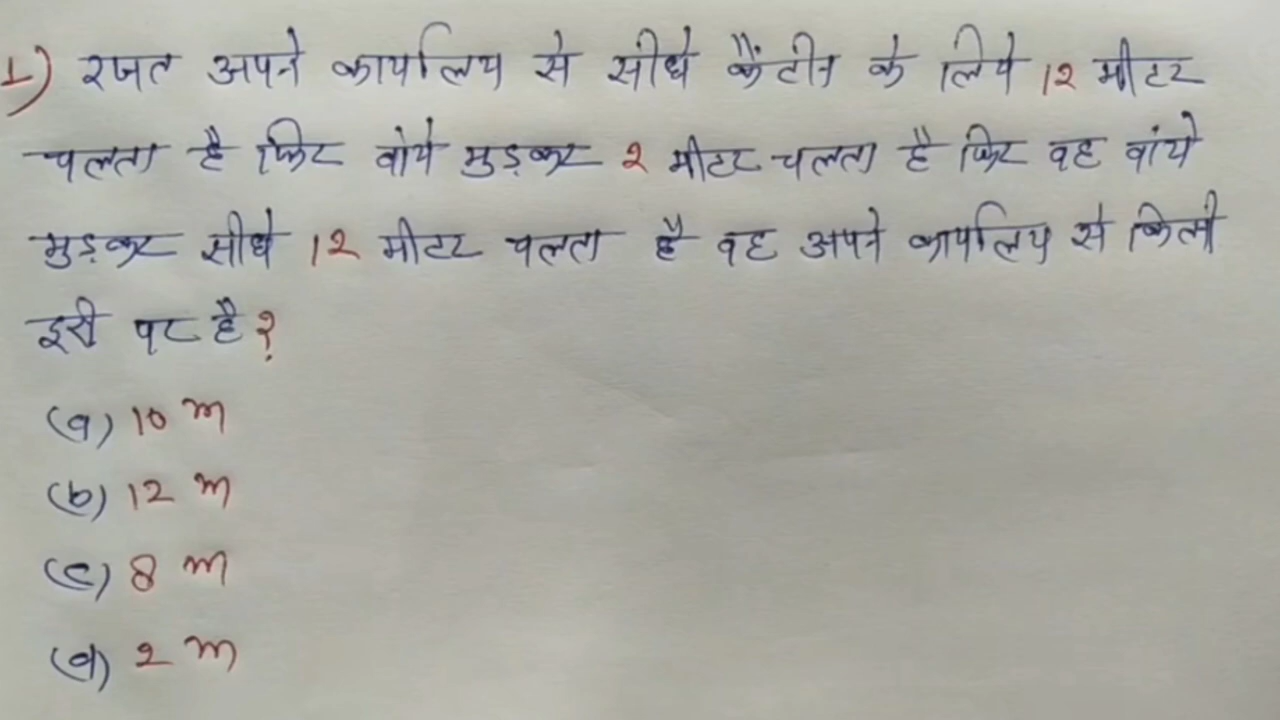 1) रजत अपने कार्यालय से सीधे कैंटीन के लिये 12 मीटर
चलता है फिर वांये मुड़कर 2 मीटर चलता है फिर वह वांये
मुड़कर सीधे 12 मीटर चलता है वह अपने कार्यालय से कितनी
दूरी पर है?
(a) 10 m
(b) 12 m
(c) 8 m
(d) 2 m